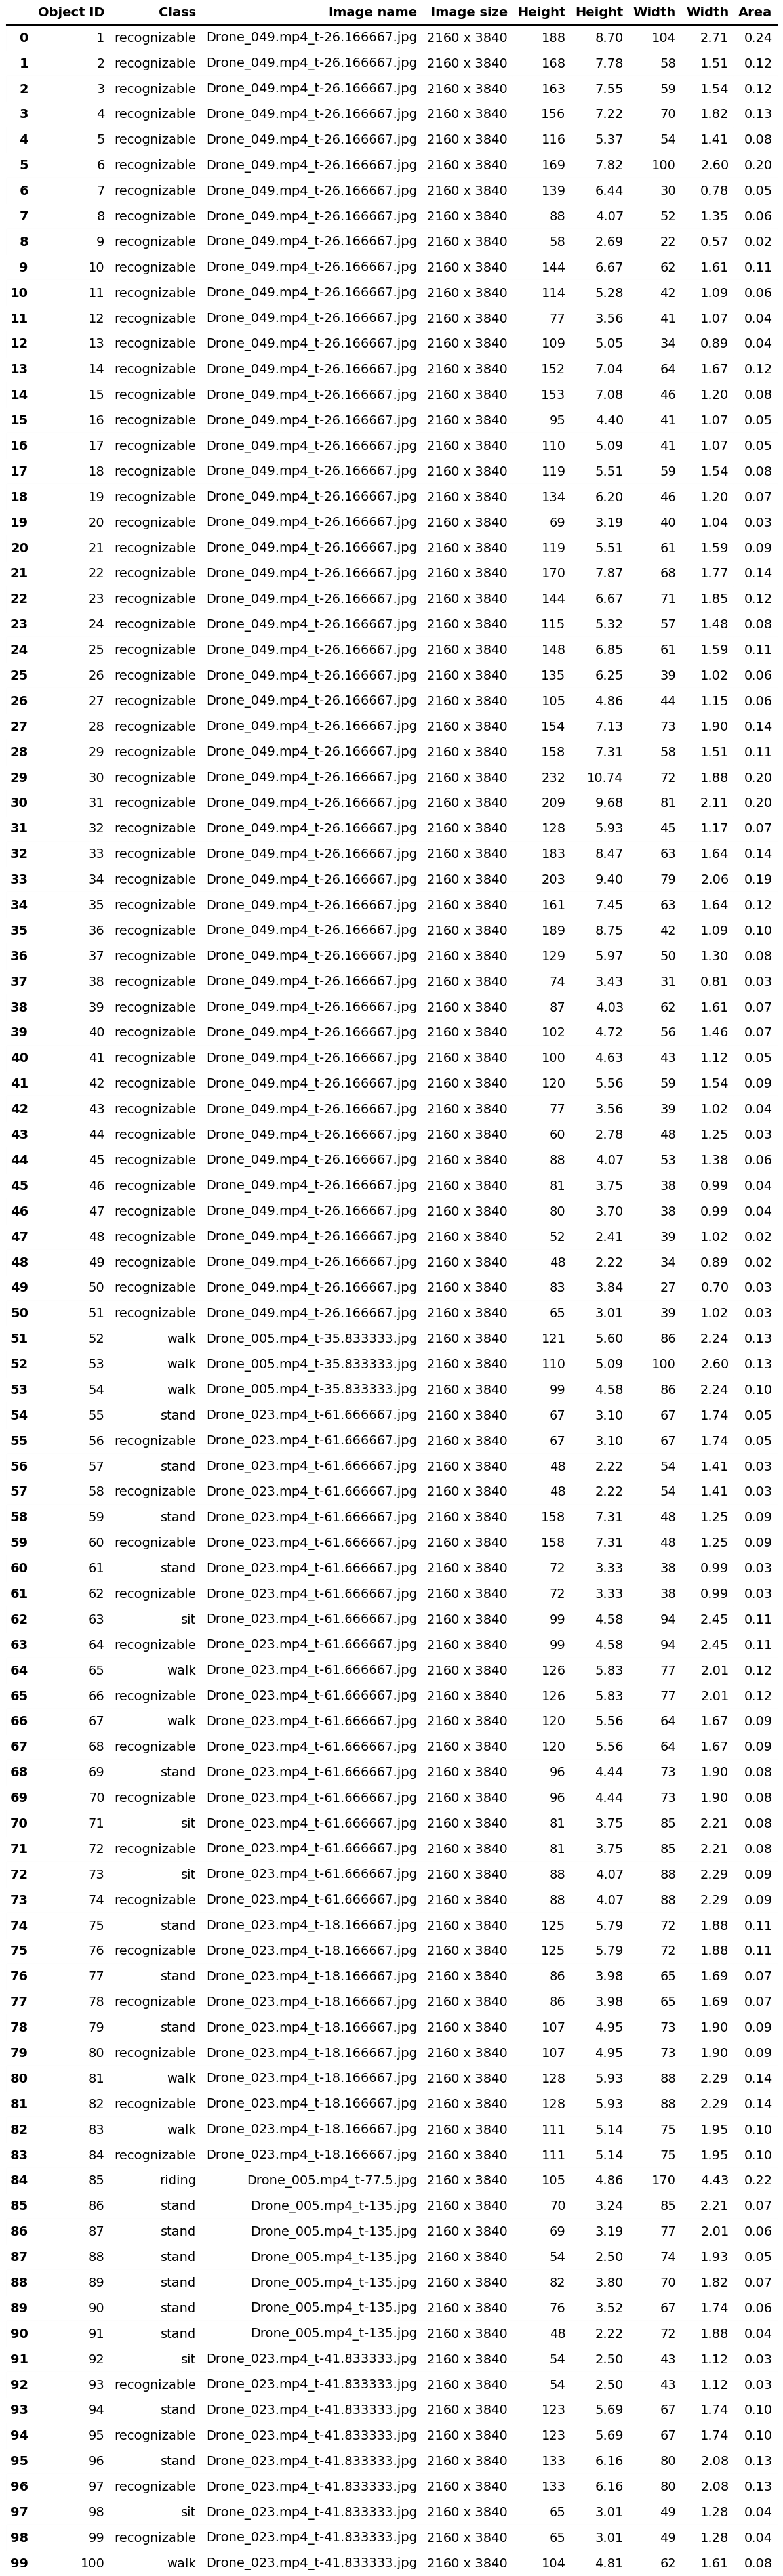 Object ID Class Image name Image size Height Height Width Width Area
0 1 recognizable Drone_049.mp4_t-26.166667.jpg 2160 x 3840 188 8.70 104 2.71 0.24
1 2 recognizable Drone_049.mp4_t-26.166667.jpg 2160 x 3840 168 7.78 58 1.51 0.12
2 3 recognizable Drone_049.mp4_t-26.166667.jpg 2160 x 3840 163 7.55 59 1.54 0.12
3 4 recognizable Drone_049.mp4_t-26.166667.jpg 2160 x 3840 156 7.22 70 1.82 0.13
4 5 recognizable Drone_049.mp4_t-26.166667.jpg 2160 x 3840 116 5.37 54 1.41 0.08
5 6 recognizable Drone_049.mp4_t-26.166667.jpg 2160 x 3840 169 7.82 100 2.60 0.20
6 7 recognizable Drone_049.mp4_t-26.166667.jpg 2160 x 3840 139 6.44 30 0.78 0.05
7 8 recognizable Drone_049.mp4_t-26.166667.jpg 2160 x 3840 88 4.07 52 1.35 0.06
8 9 recognizable Drone_049.mp4_t-26.166667.jpg 2160 x 3840 58 2.69 22 0.57 0.02
9 10 recognizable Drone_049.mp4_t-26.166667.jpg 2160 x 3840 144 6.67 62 1.61 0.11
10 11 recognizable Drone_049.mp4_t-26.166667.jpg 2160 x 3840 114 5.28 42 1.09 0.06
11 12 recognizable Drone_049.mp4_t-26.166667.jpg 2160 x 3840 77 3.56 41 1.07 0.04
12 13 recognizable Drone_049.mp4_t-26.166667.jpg 2160 x 3840 109 5.05 34 0.89 0.04
13 14 recognizable Drone_049.mp4_t-26.166667.jpg 2160 x 3840 152 7.04 64 1.67 0.12
14 15 recognizable Drone_049.mp4_t-26.166667.jpg 2160 x 3840 153 7.08 46 1.20 0.08
15 16 recognizable Drone_049.mp4_t-26.166667.jpg 2160 x 3840 95 4.40 41 1.07 0.05
16 17 recognizable Drone_049.mp4_t-26.166667.jpg 2160 x 3840 110 5.09 41 1.07 0.05
17 18 recognizable Drone_049.mp4_t-26.166667.jpg 2160 x 3840 119 5.51 59 1.54 0.08
18 19 recognizable Drone_049.mp4_t-26.166667.jpg 2160 x 3840 134 6.20 46 1.20 0.07
19 20 recognizable Drone_049.mp4_t-26.166667.jpg 2160 x 3840 69 3.19 40 1.04 0.03
20 21 recognizable Drone_049.mp4_t-26.166667.jpg 2160 x 3840 119 5.51 61 1.59 0.09
21 22 recognizable Drone_049.mp4_t-26.166667.jpg 2160 x 3840 170 7.87 68 1.77 0.14
22 23 recognizable Drone_049.mp4_t-26.166667.jpg 2160 x 3840 144 6.67 71 1.85 0.12
23 24 recognizable Drone_049.mp4_t-26.166667.jpg 2160 x 3840 115 5.32 57 1.48 0.08
24 25 recognizable Drone_049.mp4_t-26.166667.jpg 2160 x 3840 148 6.85 61 1.59 0.11
25 26 recognizable Drone_049.mp4_t-26.166667.jpg 2160 x 3840 135 6.25 39 1.02 0.06
26 27 recognizable Drone_049.mp4_t-26.166667.jpg 2160 x 3840 105 4.86 44 1.15 0.06
27 28 recognizable Drone_049.mp4_t-26.166667.jpg 2160 x 3840 154 7.13 73 1.90 0.14
28 29 recognizable Drone_049.mp4_t-26.166667.jpg 2160 x 3840 158 7.31 58 1.51 0.11
29 30 recognizable Drone_049.mp4_t-26.166667.jpg 2160 x 3840 232 10.74 72 1.88 0.20
30 31 recognizable Drone_049.mp4_t-26.166667.jpg 2160 x 3840 209 9.68 81 2.11 0.20
31 32 recognizable Drone_049.mp4_t-26.166667.jpg 2160 x 3840 128 5.93 45 1.17 0.07
32 33 recognizable Drone_049.mp4_t-26.166667.jpg 2160 x 3840 183 8.47 63 1.64 0.14
33 34 recognizable Drone_049.mp4_t-26.166667.jpg 2160 x 3840 203 9.40 79 2.06 0.19
34 35 recognizable Drone_049.mp4_t-26.166667.jpg 2160 x 3840 161 7.45 63 1.64 0.12
35 36 recognizable Drone_049.mp4_t-26.166667.jpg 2160 x 3840 189 8.75 42 1.09 0.10
36 37 recognizable Drone_049.mp4_t-26.166667.jpg 2160 x 3840 129 5.97 50 1.30 0.08
37 38 recognizable Drone_049.mp4_t-26.166667.jpg 2160 x 3840 74 3.43 31 0.81 0.03
38 39 recognizable Drone_049.mp4_t-26.166667.jpg 2160 x 3840 87 4.03 62 1.61 0.07
39 40 recognizable Drone_049.mp4_t-26.166667.jpg 2160 x 3840 102 4.72 56 1.46 0.07
40 41 recognizable Drone_049.mp4_t-26.166667.jpg 2160 x 3840 100 4.63 43 1.12 0.05
41 42 recognizable Drone_049.mp4_t-26.166667.jpg 2160 x 3840 120 5.56 59 1.54 0.09
42 43 recognizable Drone_049.mp4_t-26.166667.jpg 2160 x 3840 77 3.56 39 1.02 0.04
43 44 recognizable Drone_049.mp4_t-26.166667.jpg 2160 x 3840 60 2.78 48 1.25 0.03
44 45 recognizable Drone_049.mp4_t-26.166667.jpg 2160 x 3840 88 4.07 53 1.38 0.06
45 46 recognizable Drone_049.mp4_t-26.166667.jpg 2160 x 3840 81 3.75 38 0.99 0.04
46 47 recognizable Drone_049.mp4_t-26.166667.jpg 2160 x 3840 80 3.70 38 0.99 0.04
47 48 recognizable Drone_049.mp4_t-26.166667.jpg 2160 x 3840 52 2.41 39 1.02 0.02
48 49 recognizable Drone_049.mp4_t-26.166667.jpg 2160 x 3840 48 2.22 34 0.89 0.02
49 50 recognizable Drone_049.mp4_t-26.166667.jpg 2160 x 3840 83 3.84 27 0.70 0.03
50 51 recognizable Drone_049.mp4_t-26.166667.jpg 2160 x 3840 65 3.01 39 1.02 0.03
51 52 walk Drone_005.mp4_t-35.833333.jpg 2160 x 3840 121 5.60 86 2.24 0.13
52 53 walk Drone_005.mp4_t-35.833333.jpg 2160 x 3840 110 5.09 100 2.60 0.13
53 54 walk Drone_005.mp4_t-35.833333.jpg 2160 x 3840 99 4.58 86 2.24 0.10
54 55 stand Drone_023.mp4_t-61.666667.jpg 2160 x 3840 67 3.10 67 1.74 0.05
55 56 recognizable Drone_023.mp4_t-61.666667.jpg 2160 x 3840 67 3.10 67 1.74 0.05
56 57 stand Drone_023.mp4_t-61.666667.jpg 2160 x 3840 48 2.22 54 1.41 0.03
57 58 recognizable Drone_023.mp4_t-61.666667.jpg 2160 x 3840 48 2.22 54 1.41 0.03
58 59 stand Drone_023.mp4_t-61.666667.jpg 2160 x 3840 158 7.31 48 1.25 0.09
59 60 recognizable Drone_023.mp4_t-61.666667.jpg 2160 x 3840 158 7.31 48 1.25 0.09
60 61 stand Drone_023.mp4_t-61.666667.jpg 2160 x 3840 72 3.33 38 0.99 0.03
61 62 recognizable Drone_023.mp4_t-61.666667.jpg 2160 x 3840 72 3.33 38 0.99 0.03
62 63 sit Drone_023.mp4_t-61.666667.jpg 2160 x 3840 99 4.58 94 2.45 0.11
63 64 recognizable Drone_023.mp4_t-61.666667.jpg 2160 x 3840 99 4.58 94 2.45 0.11
64 65 walk Drone_023.mp4_t-61.666667.jpg 2160 x 3840 126 5.83 77 2.01 0.12
65 66 recognizable Drone_023.mp4_t-61.666667.jpg 2160 x 3840 126 5.83 77 2.01 0.12
66 67 walk Drone_023.mp4_t-61.666667.jpg 2160 x 3840 120 5.56 64 1.67 0.09
67 68 recognizable Drone_023.mp4_t-61.666667.jpg 2160 x 3840 120 5.56 64 1.67 0.09
68 69 stand Drone_023.mp4_t-61.666667.jpg 2160 x 3840 96 4.44 73 1.90 0.08
69 70 recognizable Drone_023.mp4_t-61.666667.jpg 2160 x 3840 96 4.44 73 1.90 0.08
70 71 sit Drone_023.mp4_t-61.666667.jpg 2160 x 3840 81 3.75 85 2.21 0.08
71 72 recognizable Drone_023.mp4_t-61.666667.jpg 2160 x 3840 81 3.75 85 2.21 0.08
72 73 sit Drone_023.mp4_t-61.666667.jpg 2160 x 3840 88 4.07 88 2.29 0.09
73 74 recognizable Drone_023.mp4_t-61.666667.jpg 2160 x 3840 88 4.07 88 2.29 0.09
74 75 stand Drone_023.mp4_t-18.166667.jpg 2160 x 3840 125 5.79 72 1.88 0.11
75 76 recognizable Drone_023.mp4_t-18.166667.jpg 2160 x 3840 125 5.79 72 1.88 0.11
76 77 stand Drone_023.mp4_t-18.166667.jpg 2160 x 3840 86 3.98 65 1.69 0.07
77 78 recognizable Drone_023.mp4_t-18.166667.jpg 2160 x 3840 86 3.98 65 1.69 0.07
78 79 stand Drone_023.mp4_t-18.166667.jpg 2160 x 3840 107 4.95 73 1.90 0.09
79 80 recognizable Drone_023.mp4_t-18.166667.jpg 2160 x 3840 107 4.95 73 1.90 0.09
80 81 walk Drone_023.mp4_t-18.166667.jpg 2160 x 3840 128 5.93 88 2.29 0.14
81 82 recognizable Drone_023.mp4_t-18.166667.jpg 2160 x 3840 128 5.93 88 2.29 0.14
82 83 walk Drone_023.mp4_t-18.166667.jpg 2160 x 3840 111 5.14 75 1.95 0.10
83 84 recognizable Drone_023.mp4_t-18.166667.jpg 2160 x 3840 111 5.14 75 1.95 0.10
84 85 riding Drone_005.mp4_t-77.5.jpg 2160 x 3840 105 4.86 170 4.43 0.22
85 86 stand Drone_005.mp4_t-135.jpg 2160 x 3840 70 3.24 85 2.21 0.07
86 87 stand Drone_005.mp4_t-135.jpg 2160 x 3840 69 3.19 77 2.01 0.06
87 88 stand Drone_005.mp4_t-135.jpg 2160 x 3840 54 2.50 74 1.93 0.05
88 89 stand Drone_005.mp4_t-135.jpg 2160 x 3840 82 3.80 70 1.82 0.07
89 90 stand Drone_005.mp4_t-135.jpg 2160 x 3840 76 3.52 67 1.74 0.06
90 91 stand Drone_005.mp4_t-135.jpg 2160 x 3840 48 2.22 72 1.88 0.04
91 92 sit Drone_023.mp4_t-41.833333.jpg 2160 x 3840 54 2.50 43 1.12 0.03
92 93 recognizable Drone_023.mp4_t-41.833333.jpg 2160 x 3840 54 2.50 43 1.12 0.03
93 94 stand Drone_023.mp4_t-41.833333.jpg 2160 x 3840 123 5.69 67 1.74 0.10
94 95 recognizable Drone_023.mp4_t-41.833333.jpg 2160 x 3840 123 5.69 67 1.74 0.10
95 96 stand Drone_023.mp4_t-41.833333.jpg 2160 x 3840 133 6.16 80 2.08 0.13
96 97 recognizable Drone_023.mp4_t-41.833333.jpg 2160 x 3840 133 6.16 80 2.08 0.13
97 98 sit Drone_023.mp4_t-41.833333.jpg 2160 x 3840 65 3.01 49 1.28 0.04
98 99 recognizable Drone_023.mp4_t-41.833333.jpg 2160 x 3840 65 3.01 49 1.28 0.04
99 100 walk Drone_023.mp4_t-41.833333.jpg 2160 x 3840 104 4.81 62 1.61 0.08